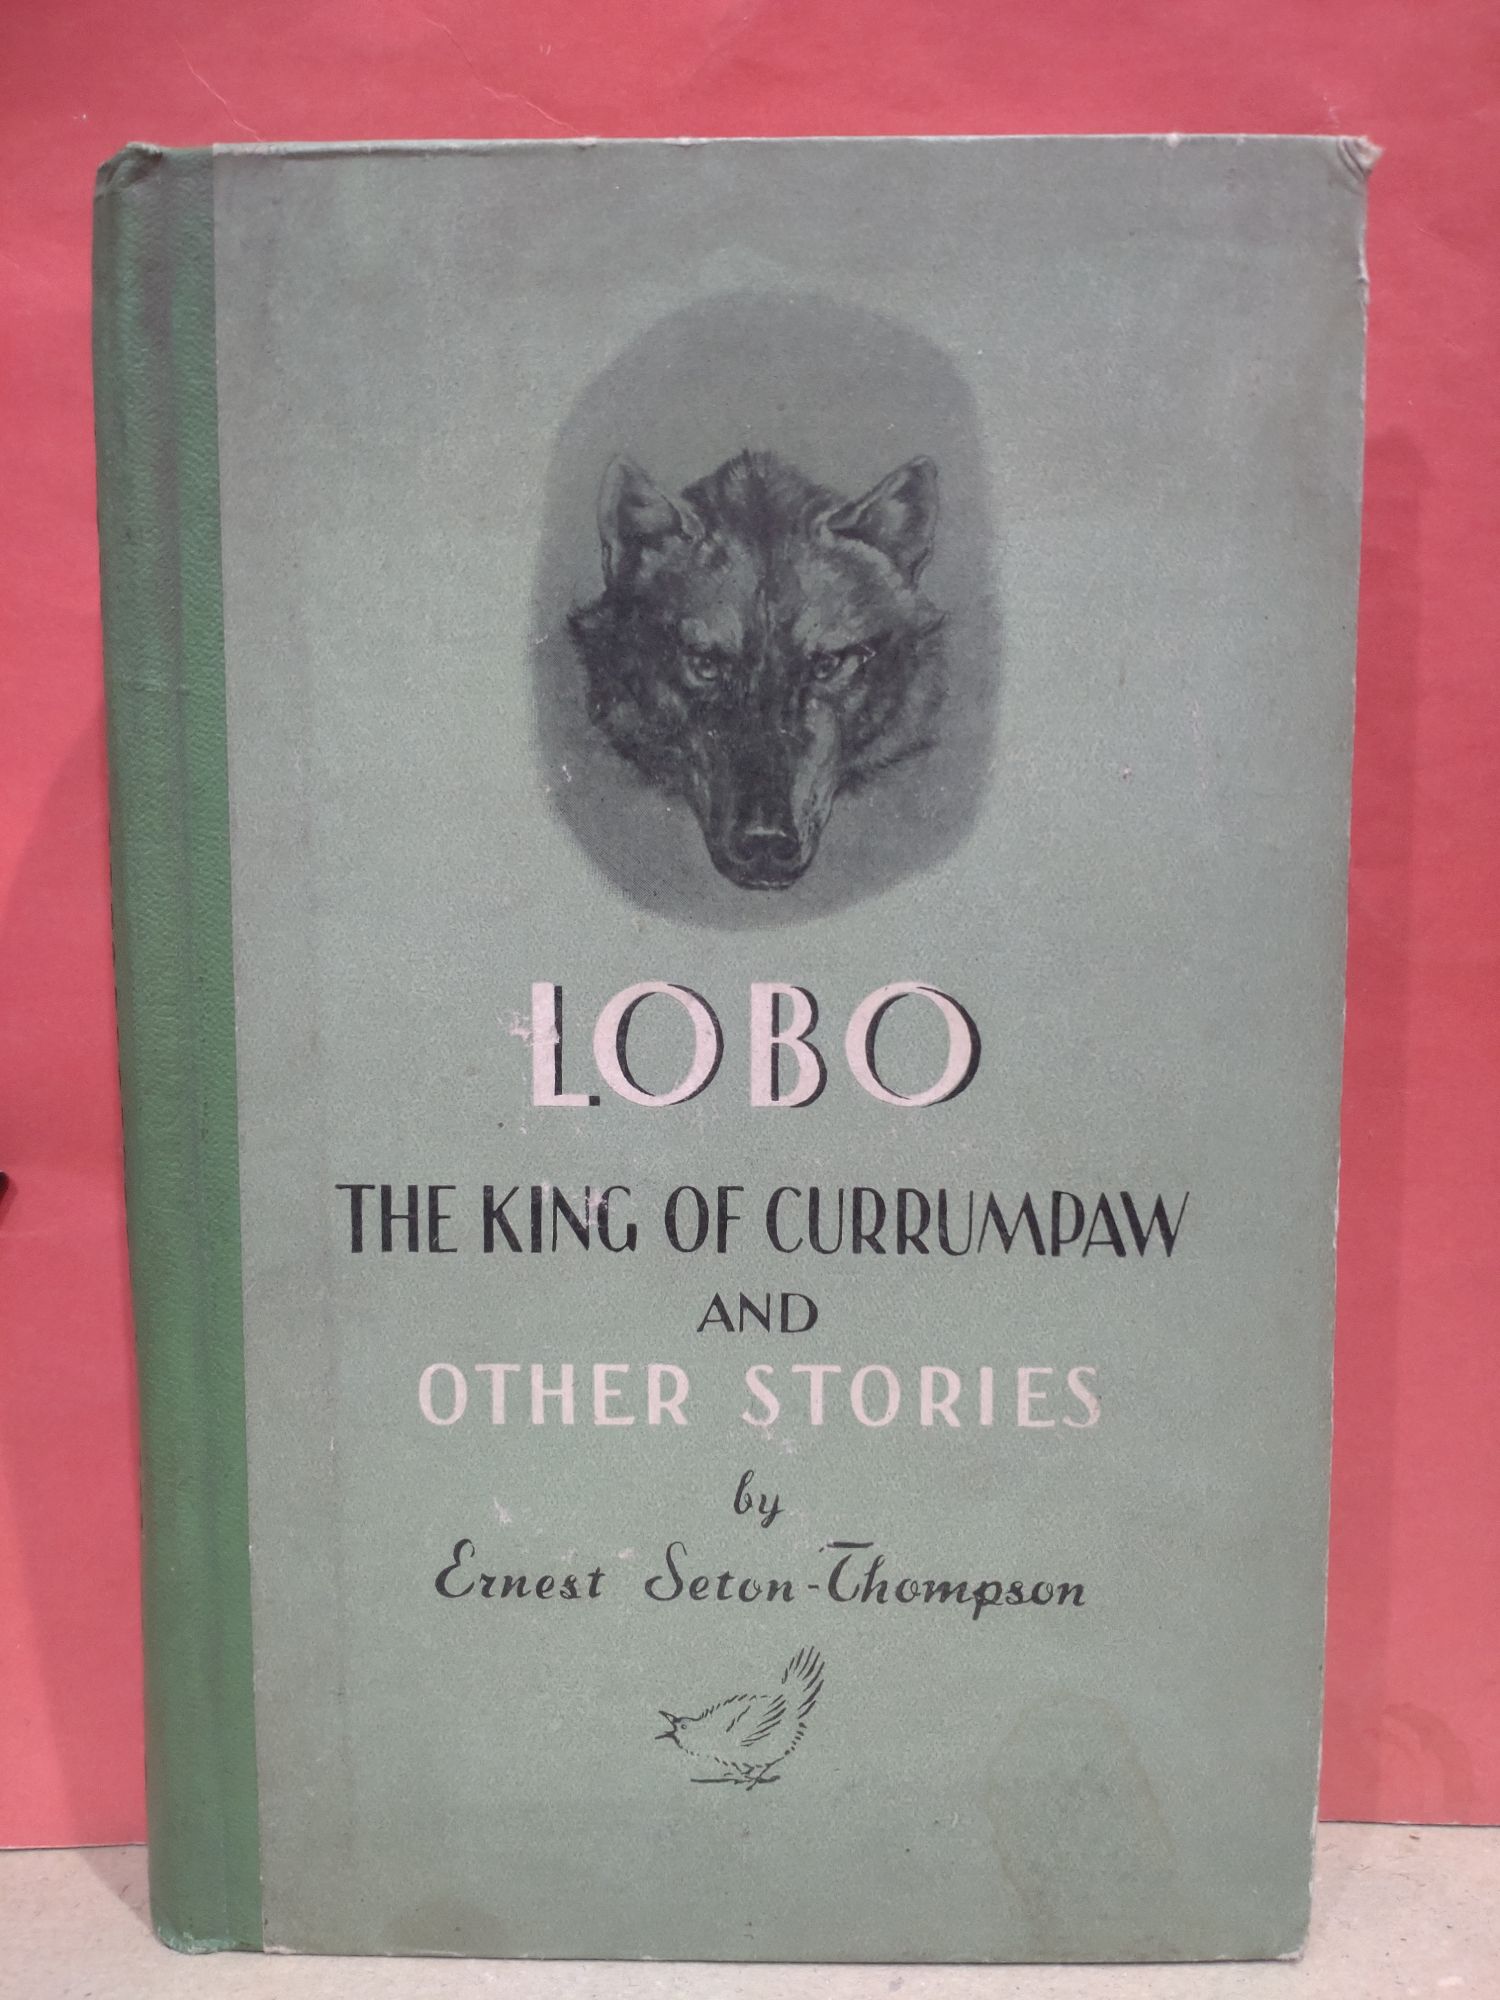 LOBO
THE KING OF CURRUMPAW
AND
OTHER STORIES
by
Ernest Seton-Thompson